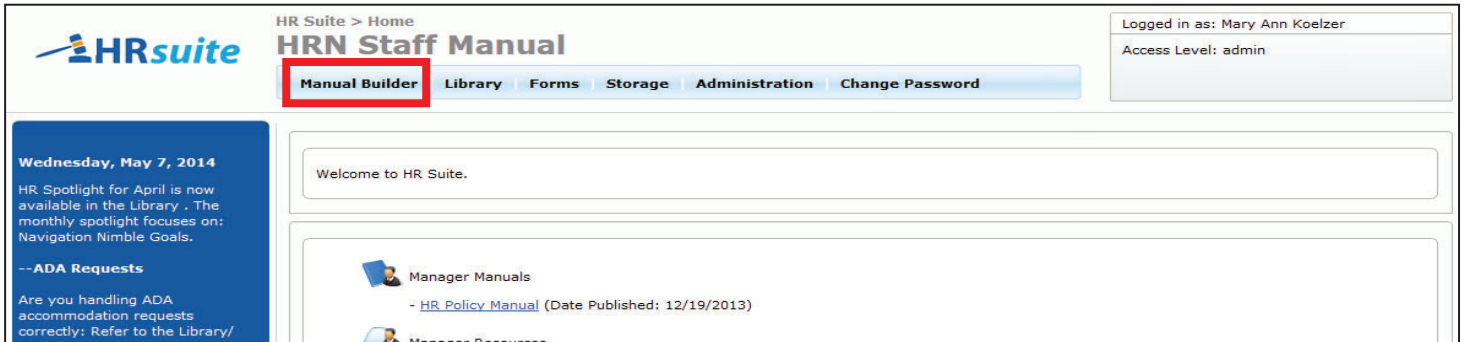 HRsuite
HR Suite > Home
HRN Staff Manual
Manual Builder Library Forms Storage Administration Change Password
Logged in as: Mary Ann Koelzer
Access Level: admin
Wednesday, May 7, 2014
HR Spotlight for April is now
available in the Library . The
monthly spotlight focuses on:
Navigation Nimble Goals.
--ADA Requests
Are you handling ADA
accommodation requests
correctly: Refer to the Library/
Welcome to HR Suite.
Manager Manuals
- HR Policy Manual (Date Published: 12/19/2013)
Manager Resources